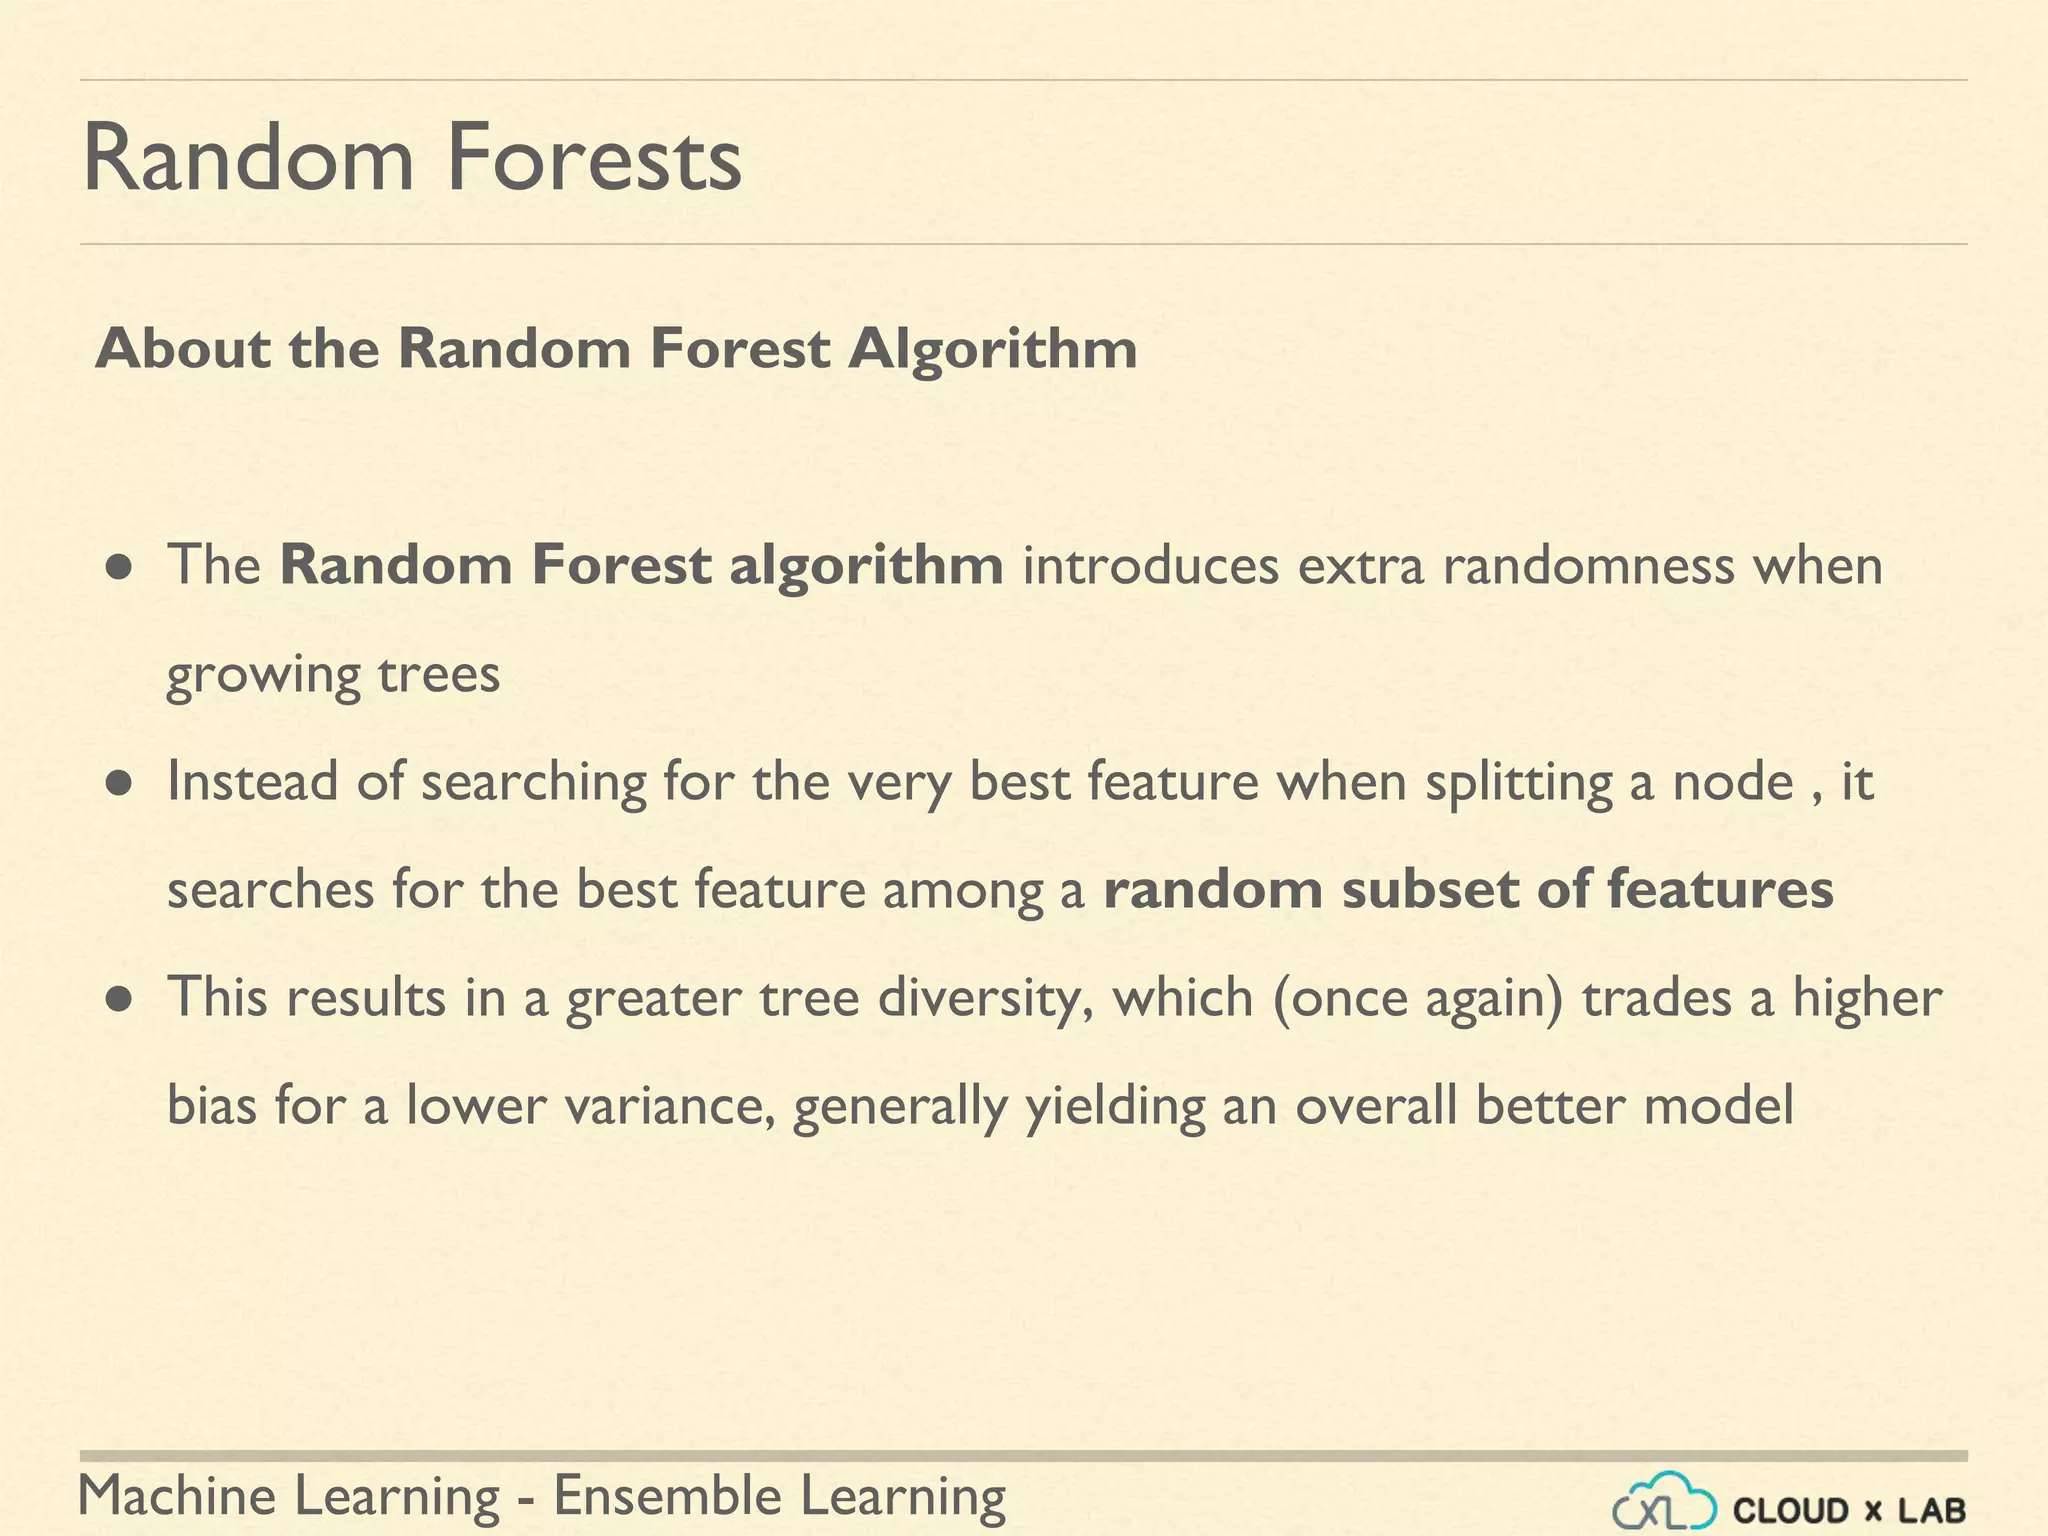 Random Forests
About the Random Forest Algorithm
● The Random Forest algorithm introduces extra randomness when
growing trees
● Instead of searching for the very best feature when splitting a node , it
searches for the best feature among a random subset of features
● This results in a greater tree diversity, which (once again) trades a higher
bias for a lower variance, generally yielding an overall better model
Machine Learning - Ensemble Learning
CXL CLOUD x LAB